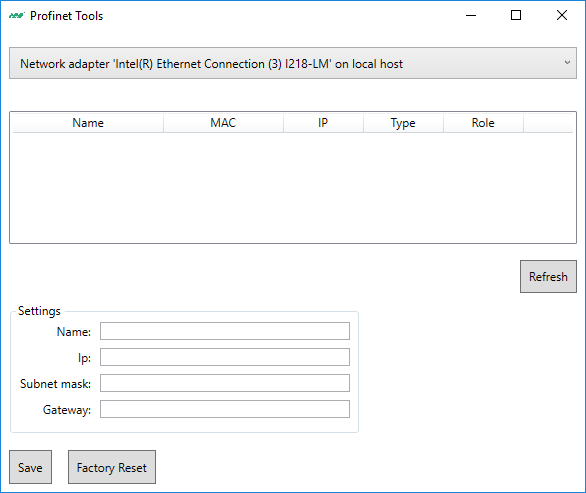 Profinet Tools
Network adapter 'Intel(R) Ethernet Connection (3) I218-LM' on local host
Name MAC IP Type Role
Refresh
Settings
Name:
Ip:
Subnet mask:
Gateway:
Save Factory Reset